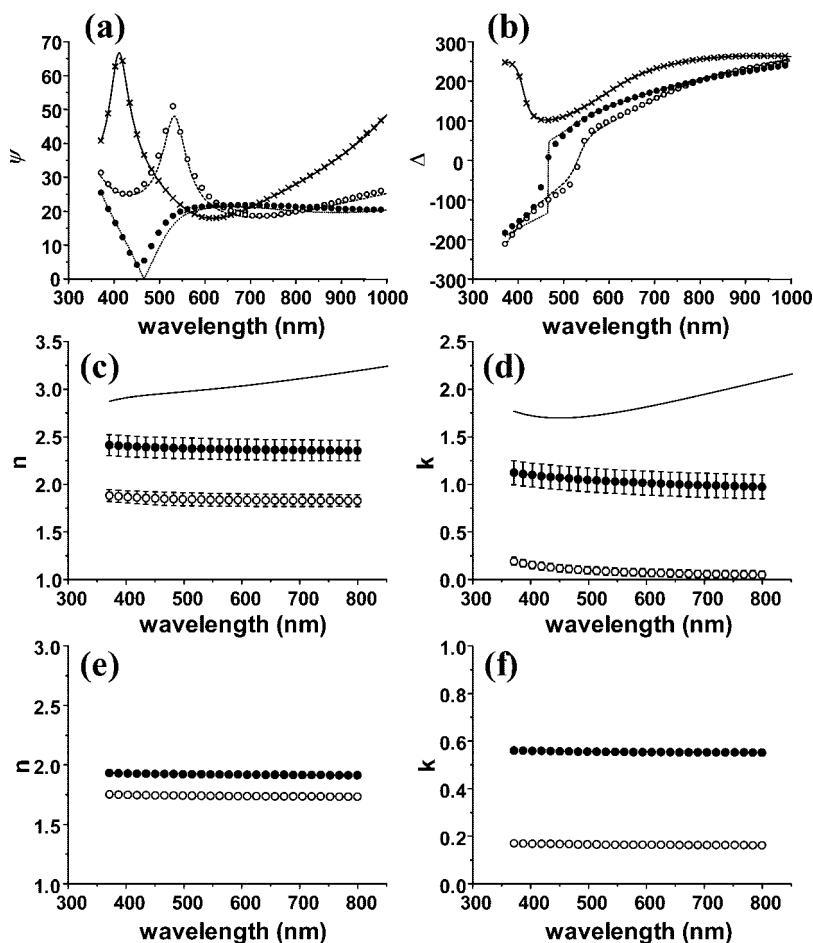 (a)
70
60
50
40
30
20
10
0
ψ
300 400 500 600 700 800 900 1000
wavelength (nm)
(b)
300
200
100
0
-100
-200
-300
Δ
300 400 500 600 700 800 900 1000
wavelength (nm)
(c)
3.5
3.0
2.5
2.0
1.5
1.0
n
300 400 500 600 700 800
wavelength (nm)
(d)
2.5
2.0
1.5
1.0
0.5
0.0
k
300 400 500 600 700 800
wavelength (nm)
(e)
3.0
2.5
2.0
1.5
1.0
n
300 400 500 600 700 800
wavelength (nm)
(f)
1.0
0.8
0.6
0.4
0.2
0.0
k
300 400 500 600 700 800
wavelength (nm)